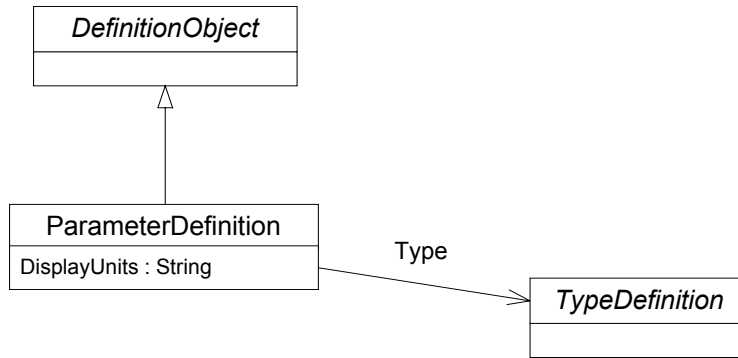 DefinitionObject
ParameterDefinition
DisplayUnits : String
Type
TypeDefinition